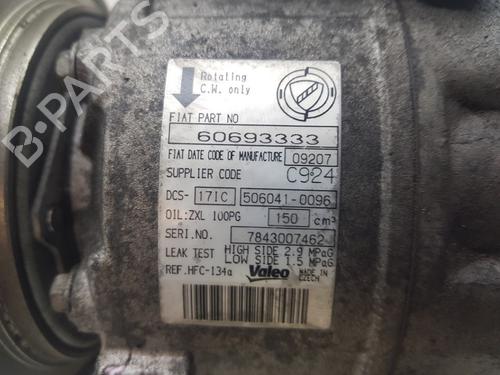 Rotating
C.W. only
FIAT PART NO
60693333
FIAT DATE CODE OF MANUFACTURE 09207
SUPPLIER CODE C924
DCS- 17IC 506041-0096
OIL:ZXL 100PG 150 cm³
SERI.NO. 7843007462
LEAK TEST HIGH SIDE 2.9 MPaG
LOW SIDE 1.5 MPaG
REF.HFC-134a Valeo MADE IN
CZECH
B-PARTS